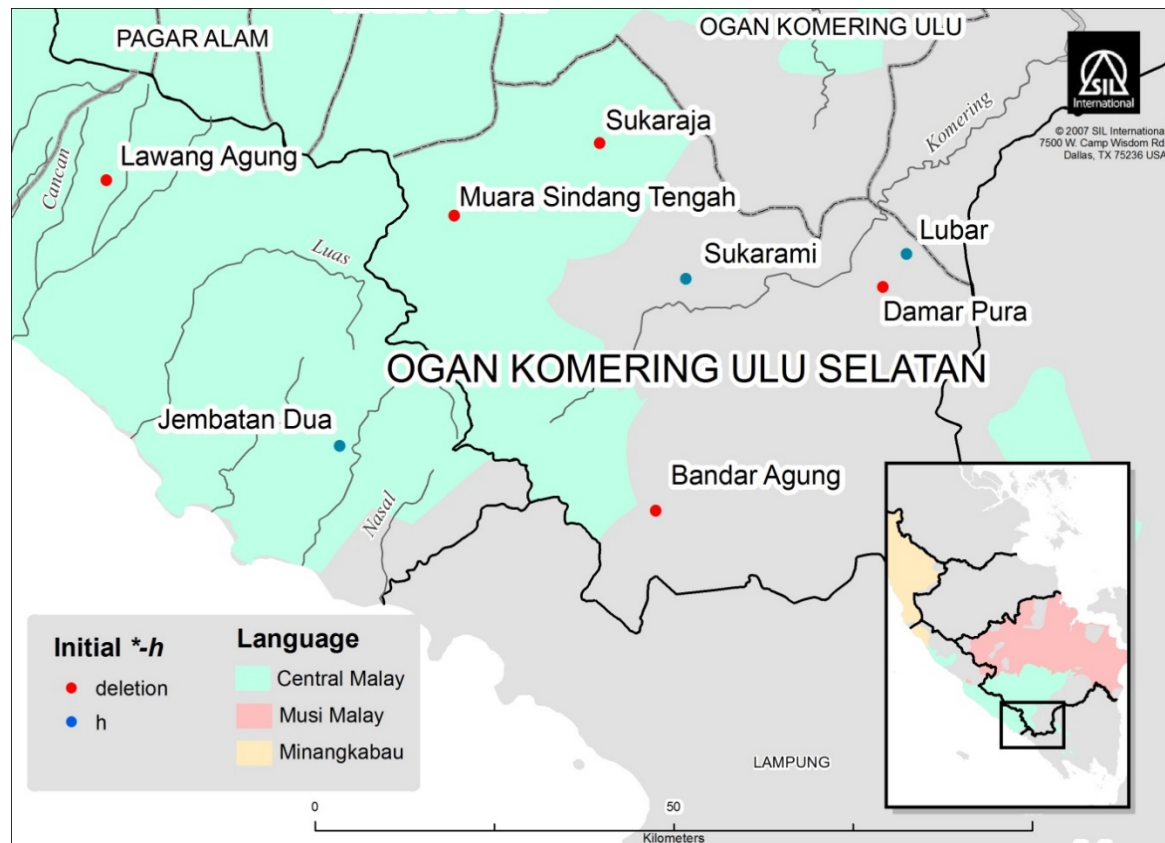 PAGAR ALAM
OGAN KOMERING ULU
SIL
International
© 2007 SIL International
7500 W. Camp Wisdom Rd
Dallas, TX 75236 USA
Komering
Sukaraja
Lawang Agung
Cancan
Muara Sindang Tengah
Luas
Sukarami
Lubar
Damar Pura
OGAN KOMERING ULU SELATAN
Jembatan Dua
Bandar Agung
Nasal
Initial *-h
deletion
h
Language
Central Malay
Musi Malay
Minangkabau
LAMPUNG
0
50
Kilometers